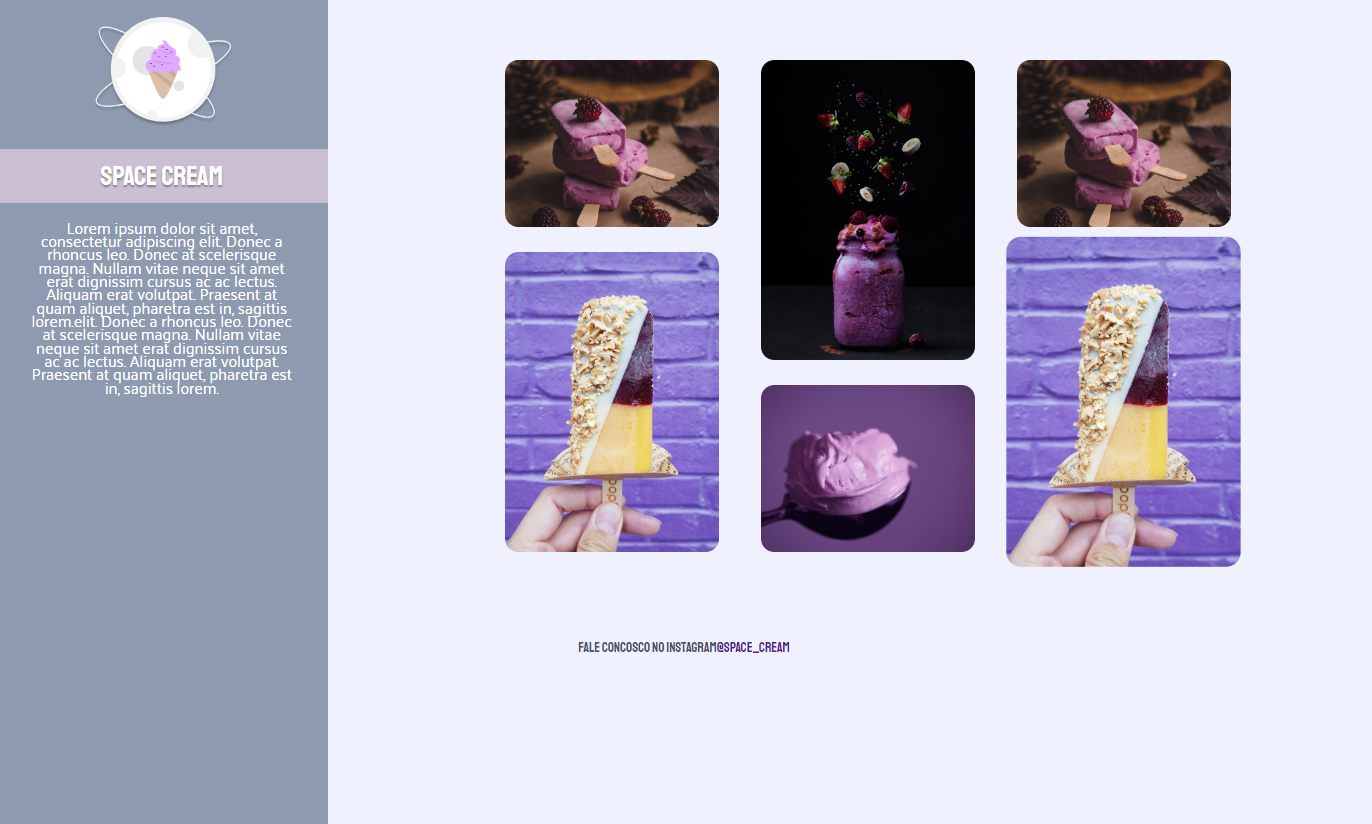 SPACE CREAM
Lorem ipsum dolor sit amet,
consectetur adipiscing elit. Donec a
rhoncus leo. Donec at scelerisque
magna. Nullam vitae neque sit amet
erat dignissim cursus ac ac lectus.
Aliquam erat volutpat. Praesent at
quam aliquet, pharetra est in, sagittis
lorem.elit. Donec a rhoncus leo. Donec
at scelerisque magna. Nullam vitae
neque sit amet erat dignissim cursus
ac ac lectus. Aliquam erat volutpat.
Praesent at quam aliquet, pharetra est
in, sagittis lorem.
FALE CONCOSCO NO INSTAGRAM@SPACE_CREAM